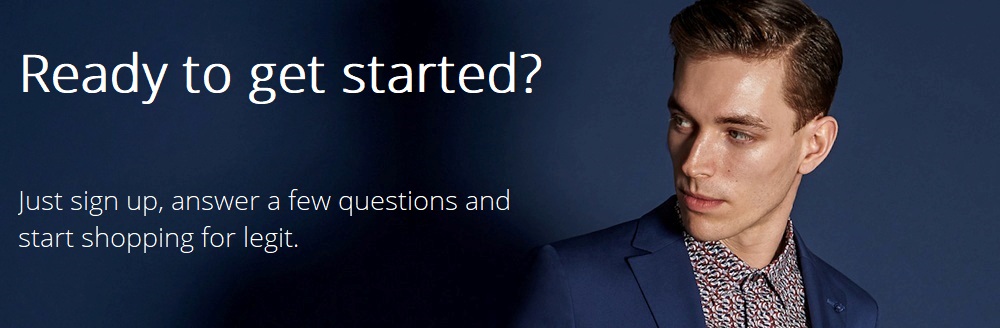 Ready to get started?
Just sign up, answer a few questions and
start shopping for legit.